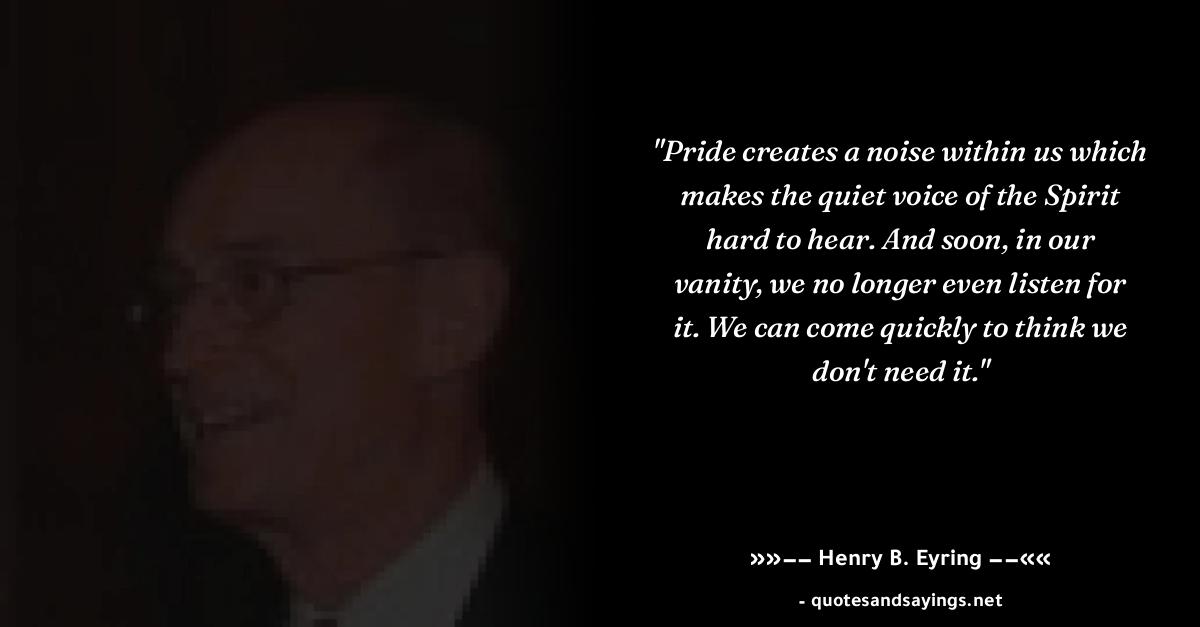 "Pride creates a noise within us which
makes the quiet voice of the Spirit
hard to hear. And soon, in our
vanity, we no longer even listen for
it. We can come quickly to think we
don't need it."
»»−− Henry B. Eyring −−««
- quotesandsayings.net